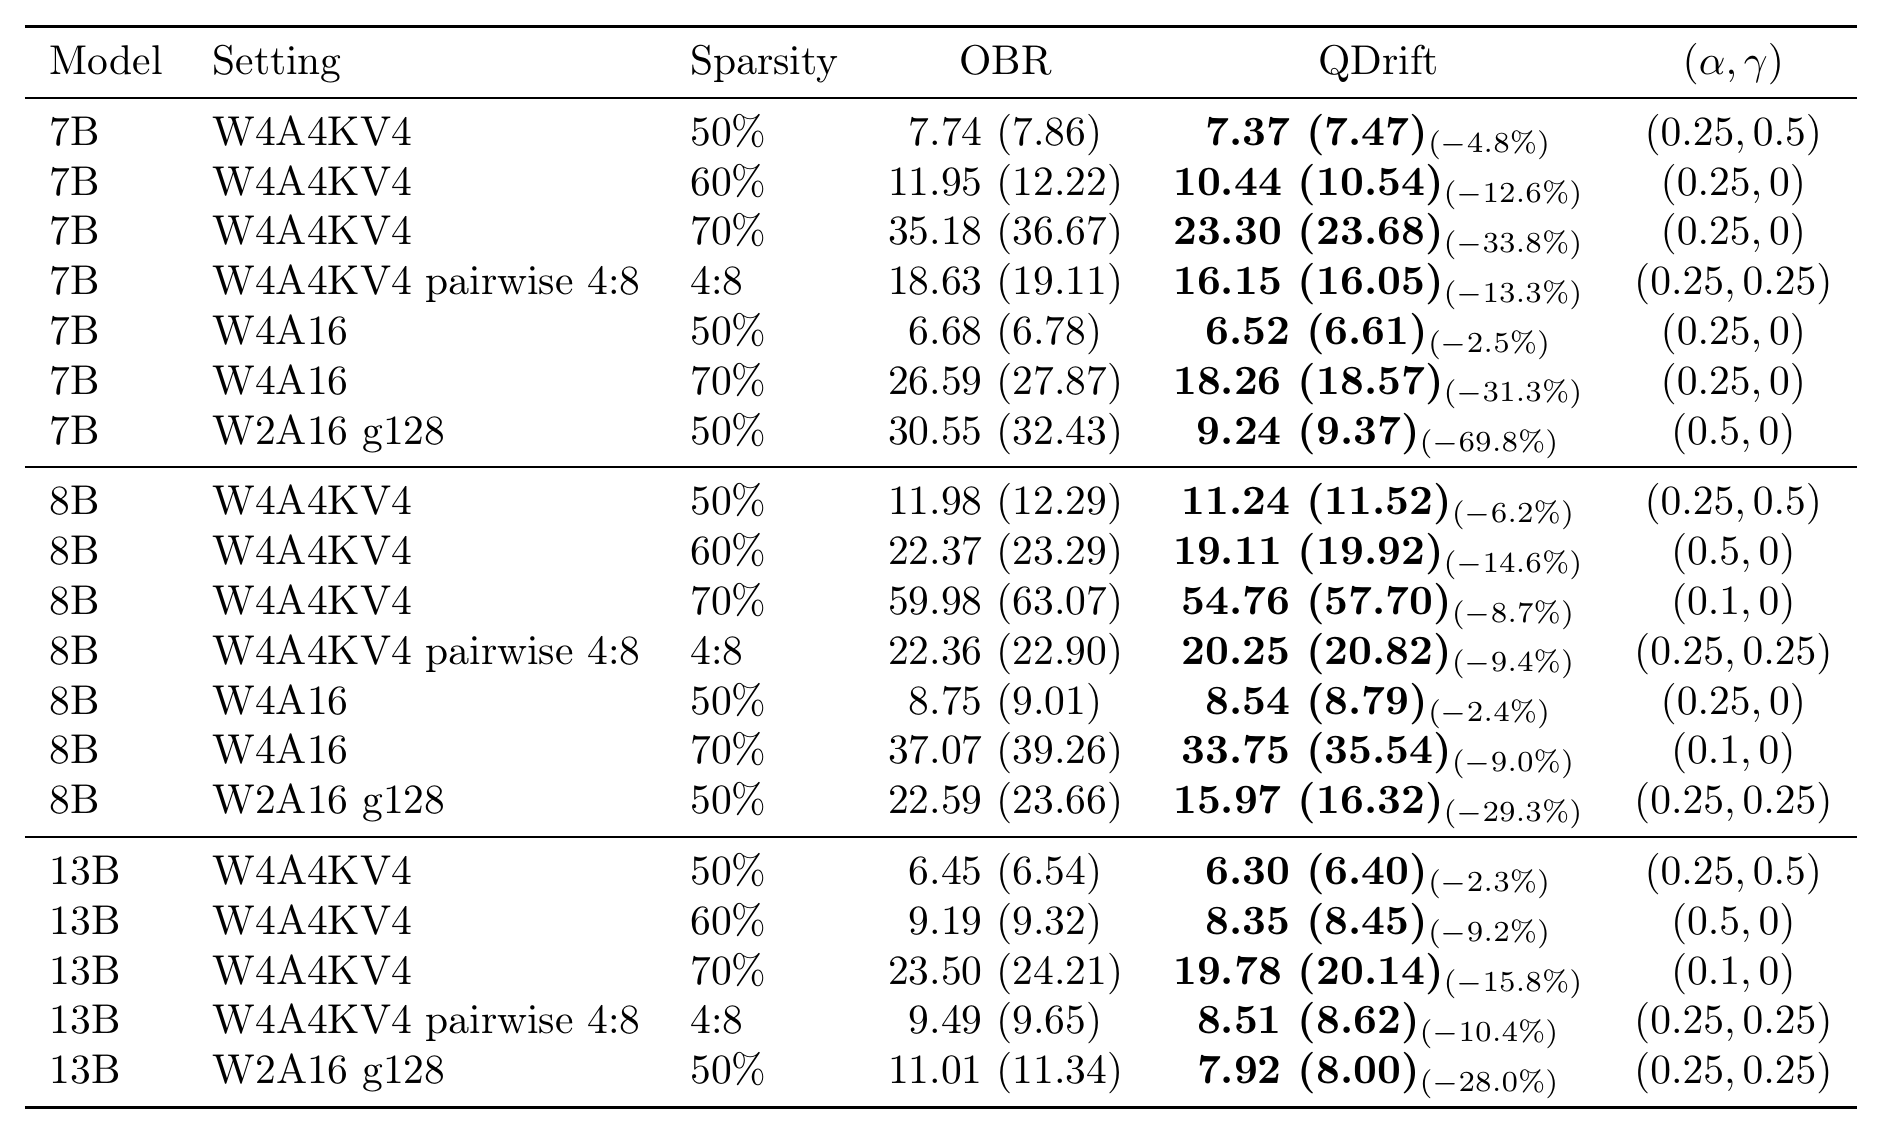 Model Setting Sparsity OBR QDrift (α, γ)
7B W4A4KV4 50% 7.74 (7.86) 7.37 (7.47)(−4.8%) (0.25, 0.5)
7B W4A4KV4 60% 11.95 (12.22) 10.44 (10.54)(−12.6%) (0.25, 0)
7B W4A4KV4 70% 35.18 (36.67) 23.30 (23.68)(−33.8%) (0.25, 0)
7B W4A4KV4 pairwise 4:8 4:8 18.63 (19.11) 16.15 (16.05)(−13.3%) (0.25, 0.25)
7B W4A16 50% 6.68 (6.78) 6.52 (6.61)(−2.5%) (0.25, 0)
7B W4A16 70% 26.59 (27.87) 18.26 (18.57)(−31.3%) (0.25, 0)
7B W2A16 g128 50% 30.55 (32.43) 9.24 (9.37)(−69.8%) (0.5, 0)
8B W4A4KV4 50% 11.98 (12.29) 11.24 (11.52)(−6.2%) (0.25, 0.5)
8B W4A4KV4 60% 22.37 (23.29) 19.11 (19.92)(−14.6%) (0.5, 0)
8B W4A4KV4 70% 59.98 (63.07) 54.76 (57.70)(−8.7%) (0.1, 0)
8B W4A4KV4 pairwise 4:8 4:8 22.36 (22.90) 20.25 (20.82)(−9.4%) (0.25, 0.25)
8B W4A16 50% 8.75 (9.01) 8.54 (8.79)(−2.4%) (0.25, 0)
8B W4A16 70% 37.07 (39.26) 33.75 (35.54)(−9.0%) (0.1, 0)
8B W2A16 g128 50% 22.59 (23.66) 15.97 (16.32)(−29.3%) (0.25, 0.25)
13B W4A4KV4 50% 6.45 (6.54) 6.30 (6.40)(−2.3%) (0.25, 0.5)
13B W4A4KV4 60% 9.19 (9.32) 8.35 (8.45)(−9.2%) (0.5, 0)
13B W4A4KV4 70% 23.50 (24.21) 19.78 (20.14)(−15.8%) (0.1, 0)
13B W4A4KV4 pairwise 4:8 4:8 9.49 (9.65) 8.51 (8.62)(−10.4%) (0.25, 0.25)
13B W2A16 g128 50% 11.01 (11.34) 7.92 (8.00)(−28.0%) (0.25, 0.25)